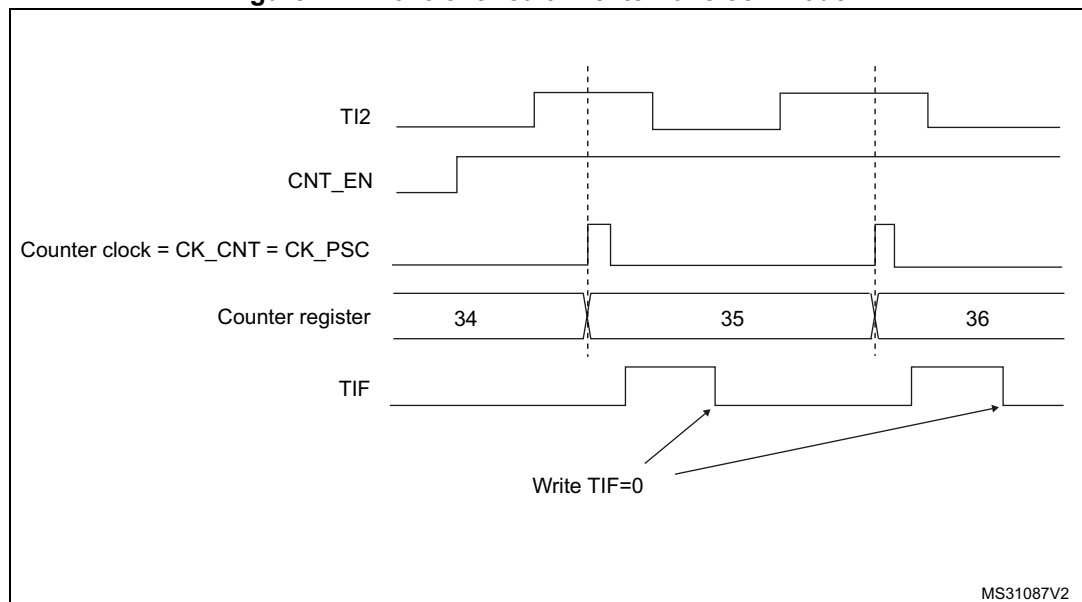 TI2
CNT_EN
Counter clock = CK_CNT = CK_PSC
Counter register 34 35 36
TIF
Write TIF=0
MS31087V2